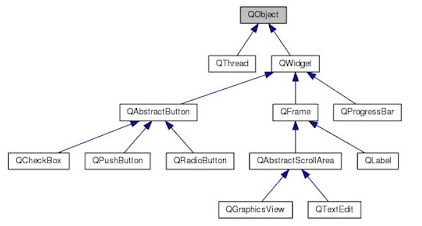 QObject
QThread QWidget
QAbstractButton QFrame QProgressBar
QCheckBox QPushButton QRadioButton QAbstractScrollArea QLabel
QGraphicsView QTextEdit